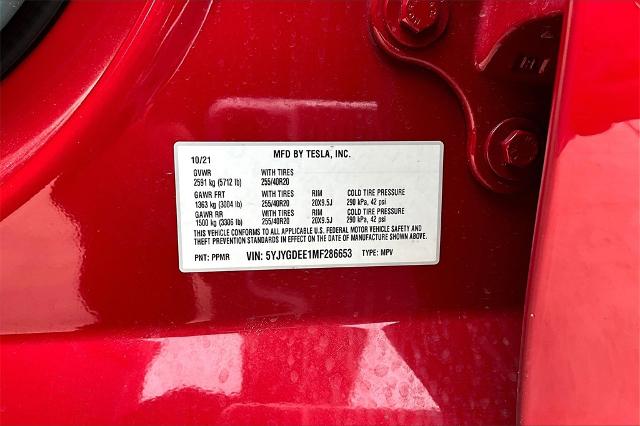 10/21 MFD BY TESLA, INC.
GVWR WITH TIRES
2591 kg (5712 lb) 255/40R20
GAWR FRT WITH TIRES RIM COLD TIRE PRESSURE
1363 kg (3004 lb) 255/40R20 20X9.5J 290 kPa, 42 psi
GAWR RR WITH TIRES RIM COLD TIRE PRESSURE
1500 kg (3306 lb) 255/40R20 20X9.5J 290 kPa, 42 psi
THIS VEHICLE CONFORMS TO ALL APPLICABLE U.S. FEDERAL MOTOR VEHICLE SAFETY AND
THEFT PREVENTION STANDARDS IN EFFECT ON THE DATE OF MANUFACTURE SHOWN ABOVE.
PNT: PPMR VIN: 5YJYGDEE1MF286653 TYPE: MPV